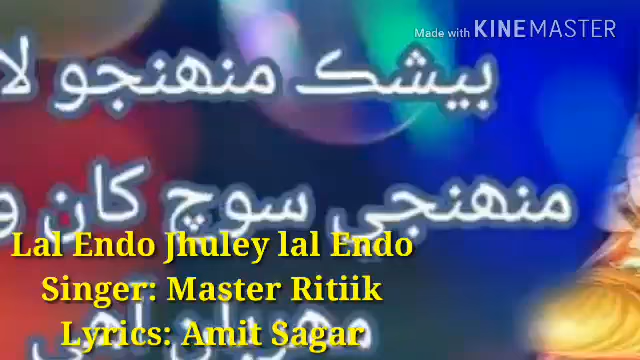 Made with KINEMASTER
بيشڪ منهنجو لا
منهنجي سوچ کان و
Lal Endo Jhuley lal Endo
Singer: Master Ritiik
Lyrics: Amit Sagar